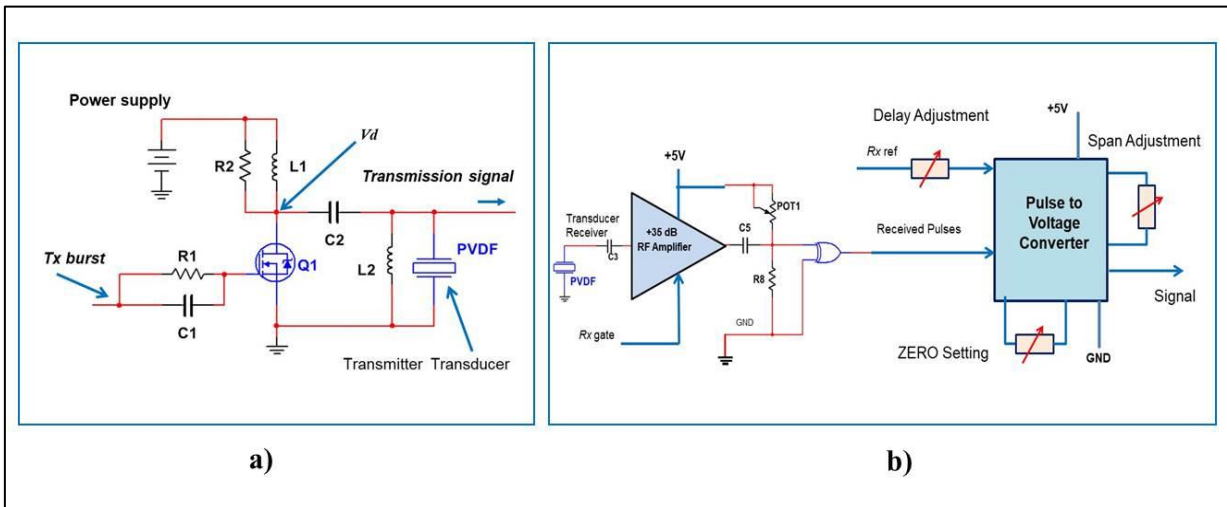 Power supply
Vd
R2
L1
Transmission signal
C2
Tx burst
R1
Q1
L2
PVDF
C1
Transmitter Transducer
a)
+5V
Delay Adjustment
Span Adjustment
Rx ref
+5V
POT1
Pulse to
Voltage
Converter
Transducer
Receiver
+35 dB
RF Amplifier
C5
Received Pulses
C3
PVDF
R8
Signal
Rx gate
GND
ZERO Setting
GND
b)